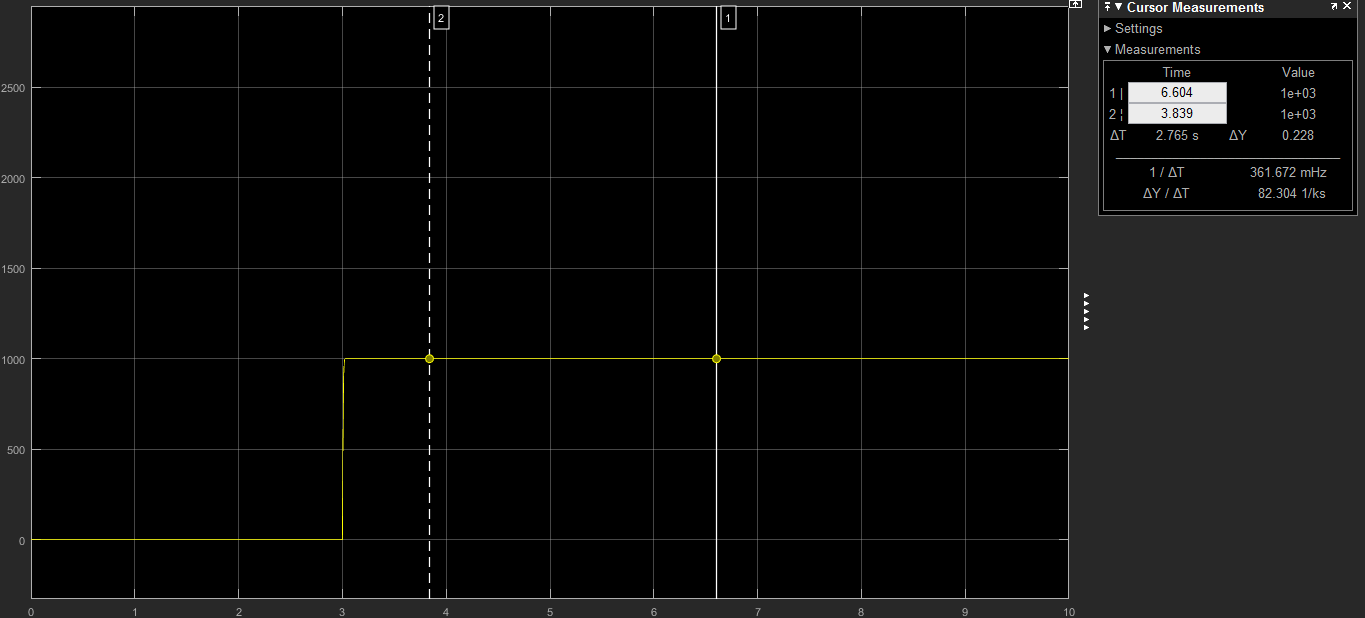 2
1
2500
2000
1500
1000
500
0
0 1 2 3 4 5 6 7 8 9 10
Cursor Measurements
Settings
Measurements
Time Value
1 6.604 1e+03
2 3.839 1e+03
ΔT 2.765 s ΔY 0.228
1 / ΔT 361.672 mHz
ΔY / ΔT 82.304 1/ks